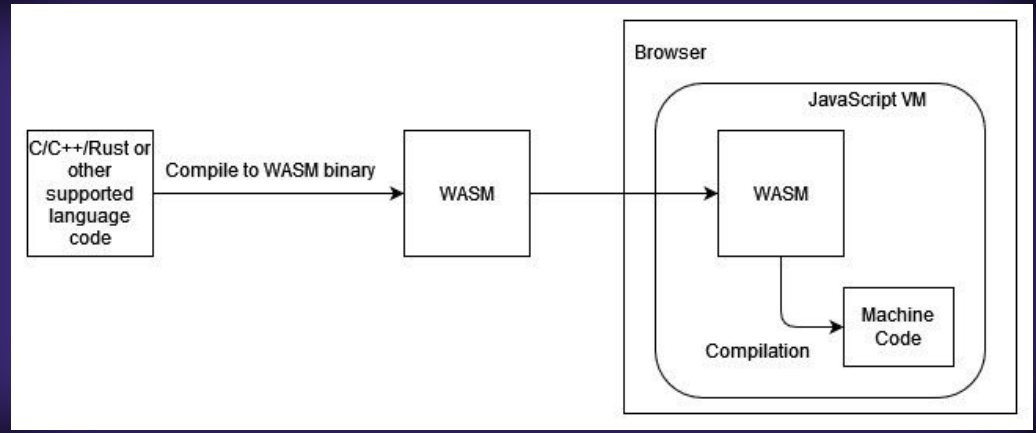 Browser
JavaScript VM
C/C++/Rust or
other
supported
language
code
Compile to WASM binary
WASM
WASM
Machine
Code
Compilation